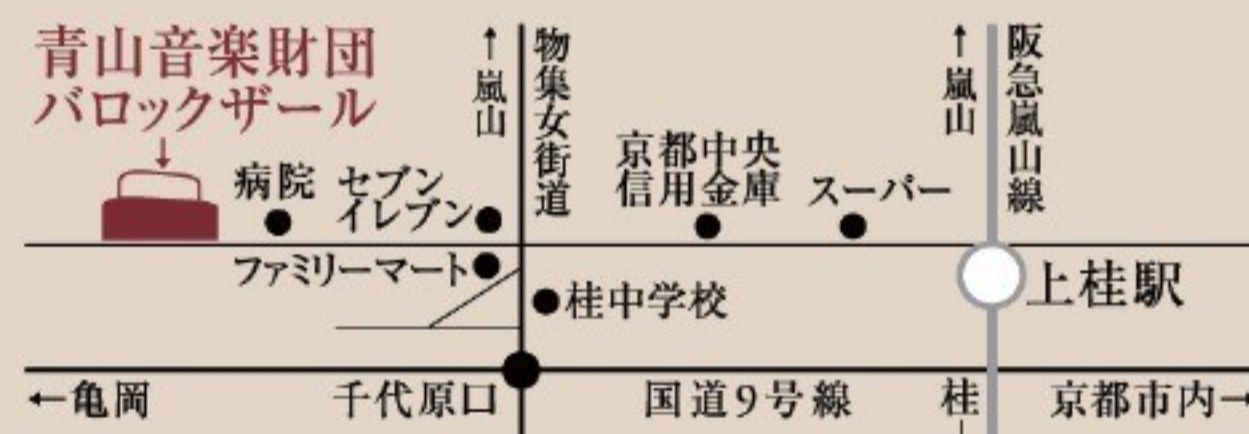 青山音楽財団
バロックザール
↓
病院
セブン
イレブン
ファミリーマート
↑嵐山
物集女街道
京都中央
信用金庫
スーパー
↑嵐山
阪急嵐山線
上桂駅
桂中学校
←亀岡
千代原口
国道9号線
桂
京都市内→